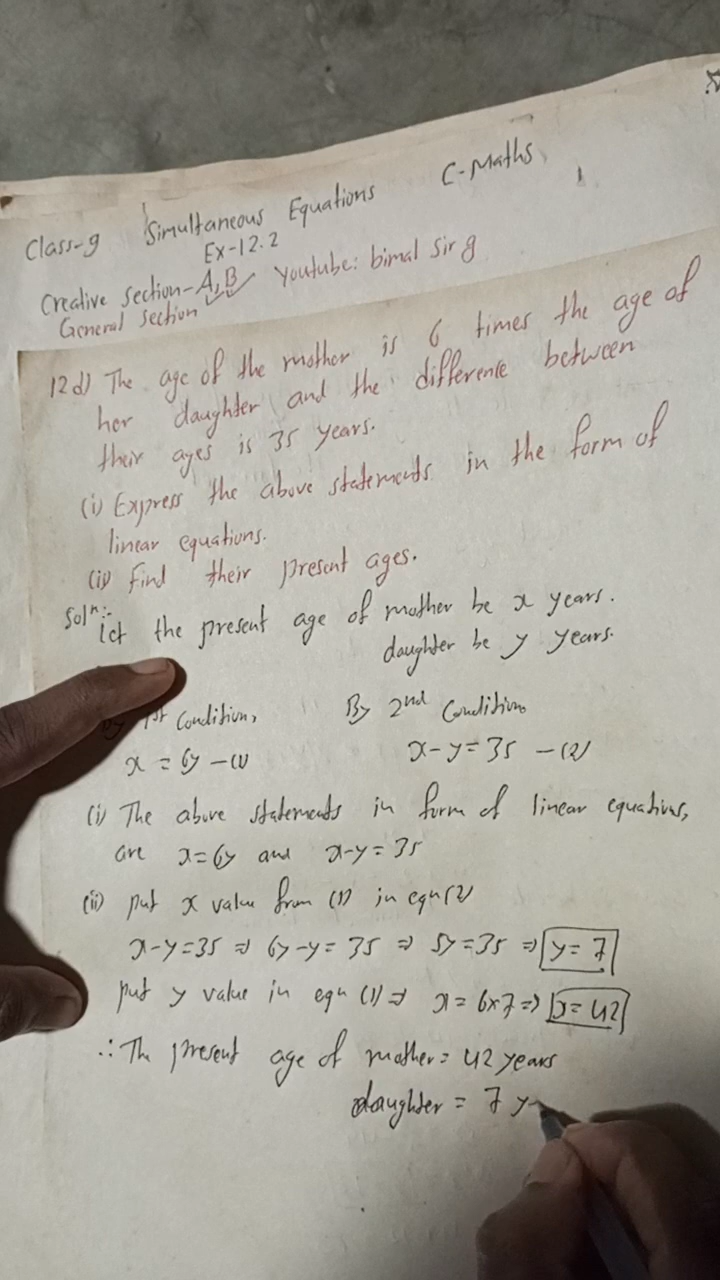 Class-9 Simultaneous Equations C-Maths
Ex-12.2
Creative section-A,B Youtube: bimal sir g
General section
12d) The age of the mother is 6 times the age of
her daughter and the difference between
their ages is 35 years.
(i) Express the above statements in the form of
linear equations.
(ii) Find their present ages.
Solⁿ:-
let the present age of mother be x years.
daughter be y years.
1st Condition, By 2nd Condition,
x = 6y -(1) x-y=35 -(2)
(i) The above statements in form of linear equations,
are x=6y and x-y=35
(ii) put x value from (1) in eqn(2)
x-y=35 ⇒ 6y-y=35 ⇒ 5y=35 ⇒ y=7
put y value in eqn (1) ⇒ x = 6x7 ⇒ x=42
∴ The present age of mother = 42 years
daughter = 7 y